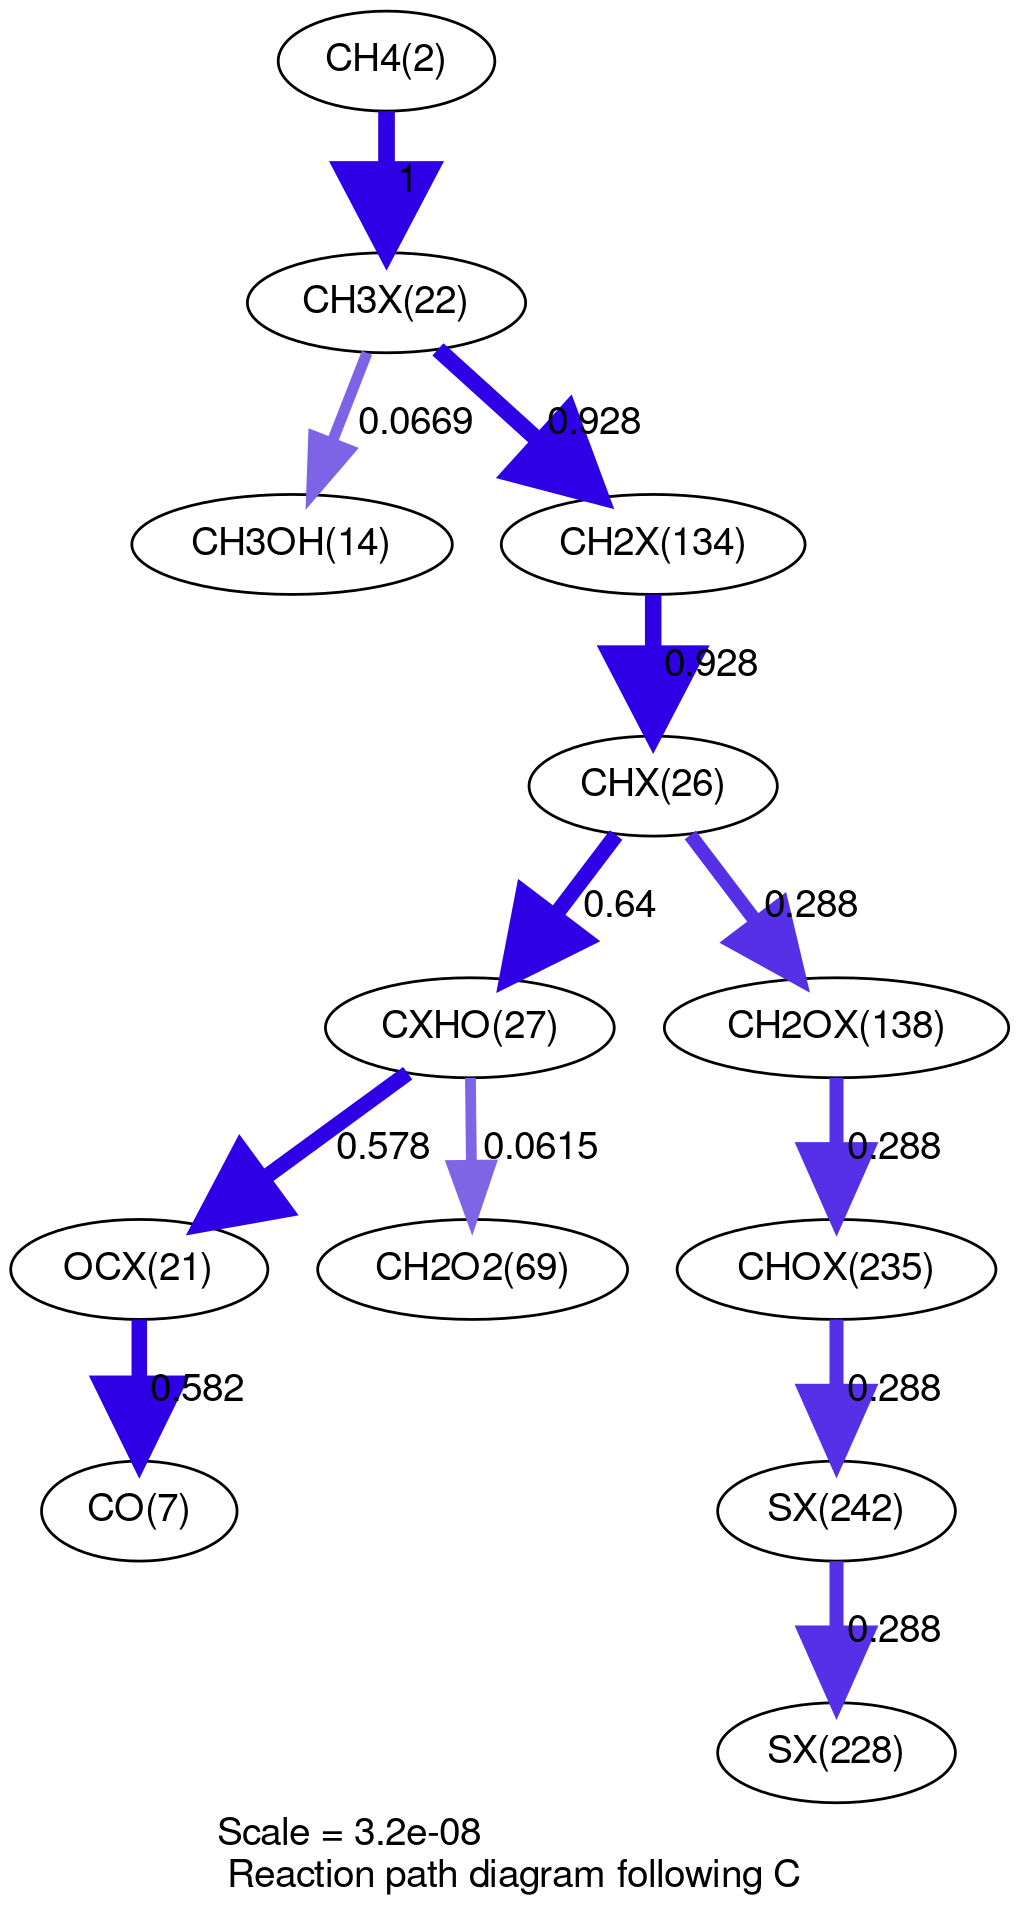 CH4(2)
1
CH3X(22)
0.0669
0.928
CH3OH(14)
CH2X(134)
0.928
CHX(26)
0.64
0.288
CXHO(27)
CH2OX(138)
0.578
0.0615
0.288
OCX(21)
CH2O2(69)
CHOX(235)
0.582
0.288
CO(7)
SX(242)
0.288
SX(228)
Scale = 3.2e-08
Reaction path diagram following C